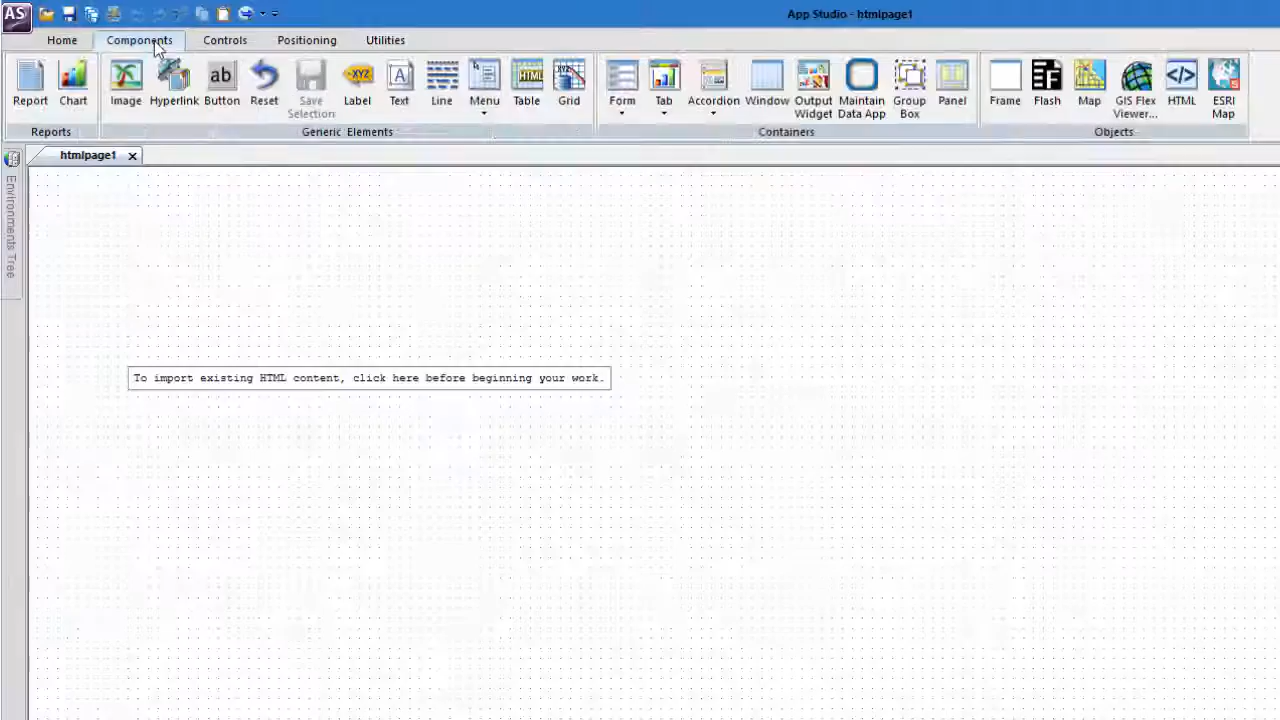 AS
App Studio - htmlpage1
Home Components Controls Positioning Utilities
Report Chart Image Hyperlink Button Reset Save Selection Label Text Line Menu Table Grid Form Tab Accordion Window Output Widget Maintain Data App Group Box Panel Frame Flash Map GIS Flex Viewer... HTML ESRI Map
Reports Generic Elements Containers Objects
htmlpage1
Environments Tree
To import existing HTML content, click here before beginning your work.